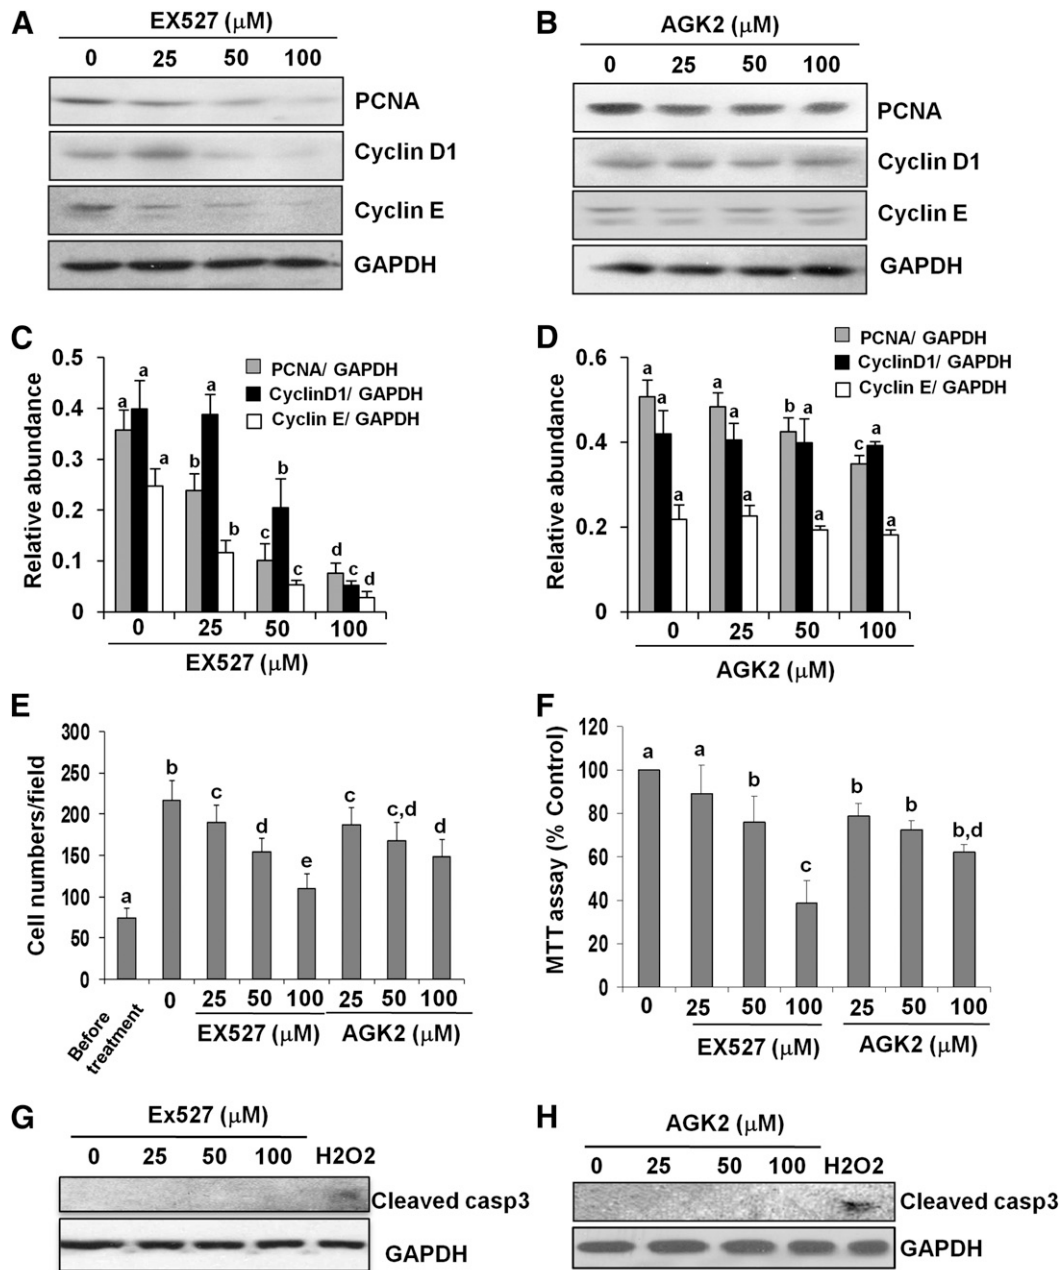 A
EX527 (μM)
0 25 50 100
PCNA
Cyclin D1
Cyclin E
GAPDH
B
AGK2 (μM)
0 25 50 100
PCNA
Cyclin D1
Cyclin E
GAPDH
C
Relative abundance
0.5
0.4
0.3
0.2
0.1
0
PCNA/ GAPDH
CyclinD1/ GAPDH
Cyclin E/ GAPDH
a a a
b a b
c b c
d c d
0 25 50 100
EX527 (μM)
D
Relative abundance
0.6
0.4
0.2
0
PCNA/ GAPDH
CyclinD1/ GAPDH
Cyclin E/ GAPDH
a a a
a a a
b a a
c a a
0 25 50 100
AGK2 (μM)
E
Cell numbers/field
300
250
200
150
100
50
0
a b c d e c c,d d
Before treatment
0 25 50 100 25 50 100
EX527 (μM) AGK2 (μM)
F
MTT assay (% Control)
120
100
80
60
40
20
0
a a b c b b b,d
0 25 50 100 25 50 100
EX527 (μM) AGK2 (μM)
G
Ex527 (μM)
0 25 50 100 H2O2
Cleaved casp3
GAPDH
H
AGK2 (μM)
0 25 50 100 H2O2
Cleaved casp3
GAPDH